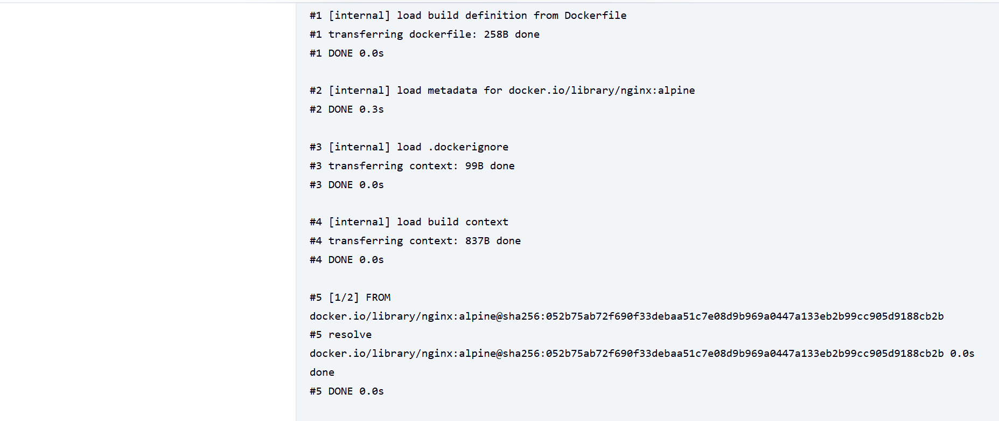 #1 [internal] load build definition from Dockerfile
#1 transferring dockerfile: 258B done
#1 DONE 0.0s
#2 [internal] load metadata for docker.io/library/nginx:alpine
#2 DONE 0.3s
#3 [internal] load .dockerignore
#3 transferring context: 99B done
#3 DONE 0.0s
#4 [internal] load build context
#4 transferring context: 837B done
#4 DONE 0.0s
#5 [1/2] FROM
docker.io/library/nginx:alpine@sha256:052b75ab72f690f33debaa51c7e08d9b969a0447a133eb2b99cc905d9188cb2b
#5 resolve
docker.io/library/nginx:alpine@sha256:052b75ab72f690f33debaa51c7e08d9b969a0447a133eb2b99cc905d9188cb2b 0.0s
done
#5 DONE 0.0s